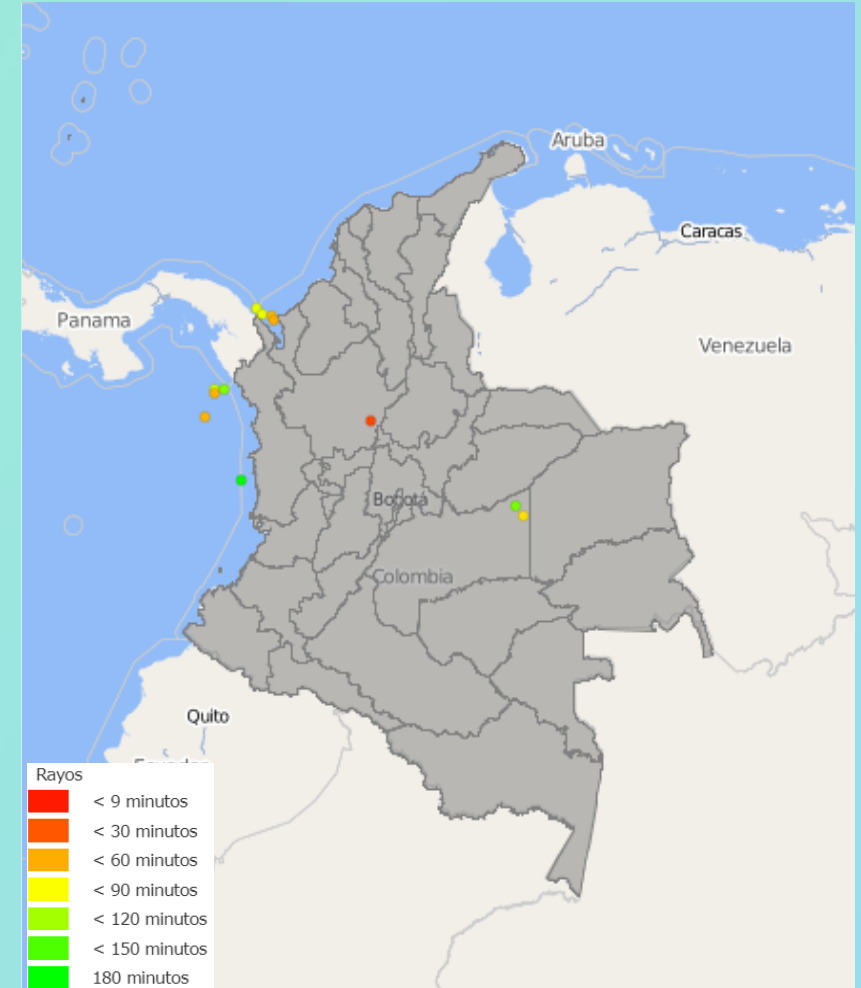 Aruba
Caracas
Panama
Venezuela
Bogotá
Colombia
Quito
Rayos
< 9 minutos
< 30 minutos
< 60 minutos
< 90 minutos
< 120 minutos
< 150 minutos
180 minutos